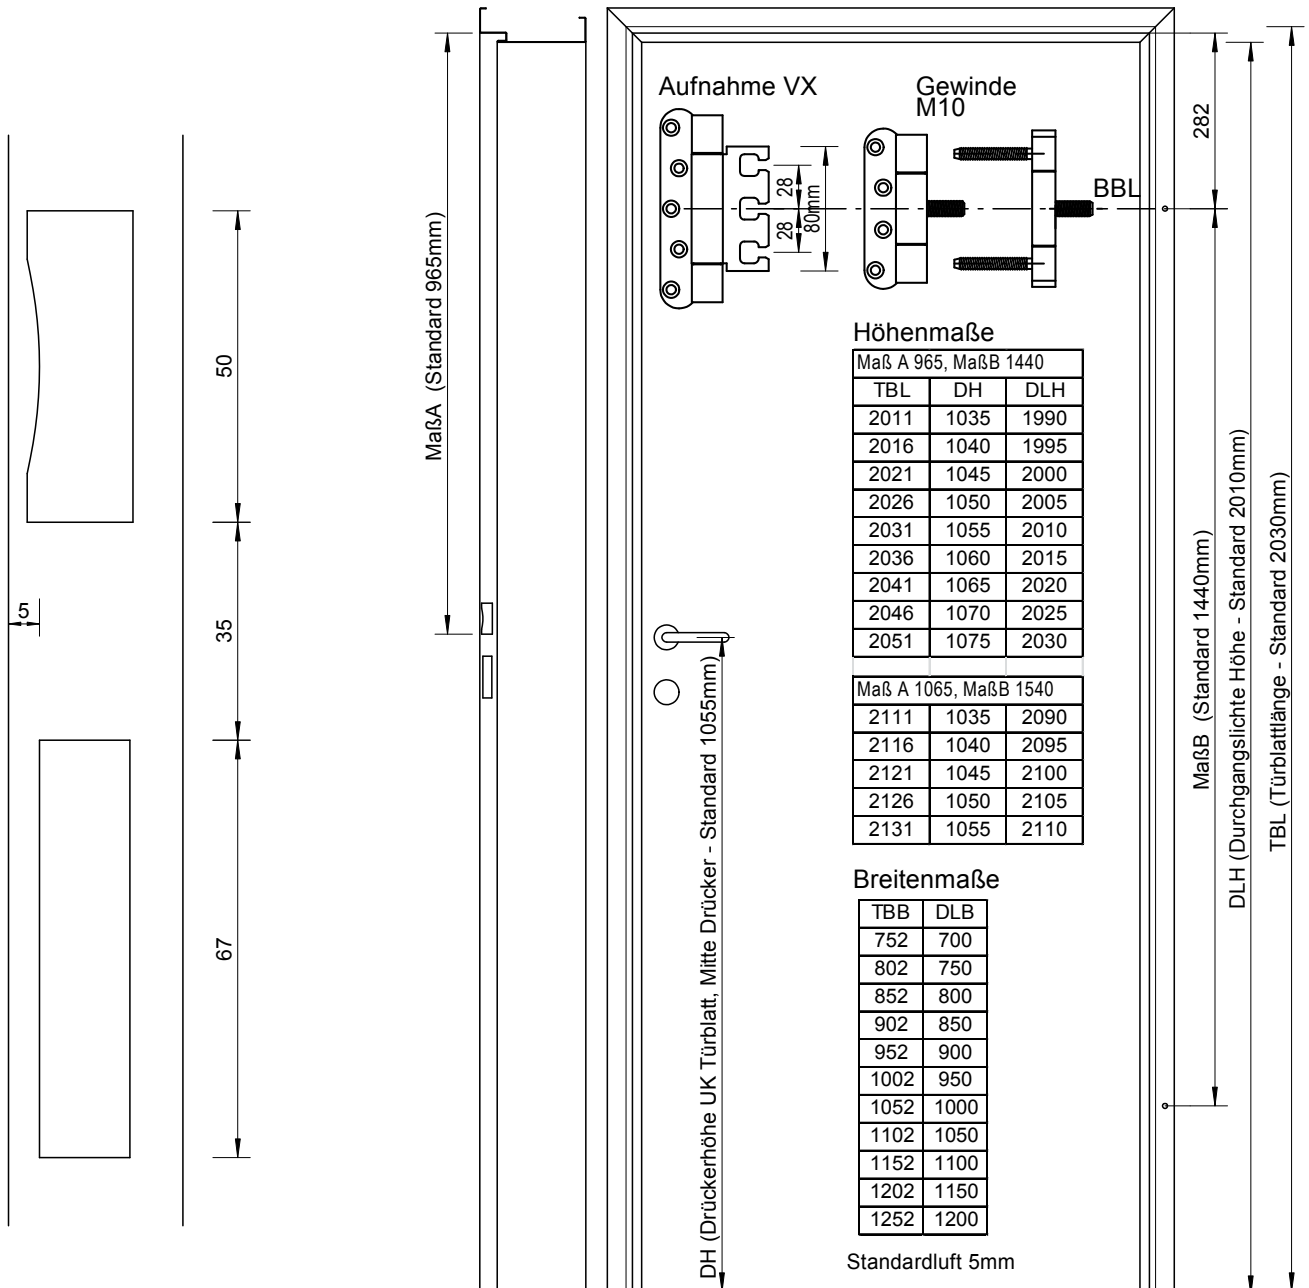 Aufnahme VX
Gewinde
M10
282
BBL
28
28
80mm
MaßA (Standard 965mm)
50
35
5
67
Höhenmaße
Maß A 965, MaßB 1440
TBL DH DLH
2011 1035 1990
2016 1040 1995
2021 1045 2000
2026 1050 2005
2031 1055 2010
2036 1060 2015
2041 1065 2020
2046 1070 2025
2051 1075 2030
Maß A 1065, MaßB 1540
2111 1035 2090
2116 1040 2095
2121 1045 2100
2126 1050 2105
2131 1055 2110
Breitenmaße
TBB DLB
752 700
802 750
852 800
902 850
952 900
1002 950
1052 1000
1102 1050
1152 1100
1202 1150
1252 1200
Standardluft 5mm
DH (Drückerhöhe UK Türblatt, Mitte Drücker - Standard 1055mm)
MaßB (Standard 1440mm)
DLH (Durchgangslichte Höhe - Standard 2010mm)
TBL (Türblattlänge - Standard 2030mm)